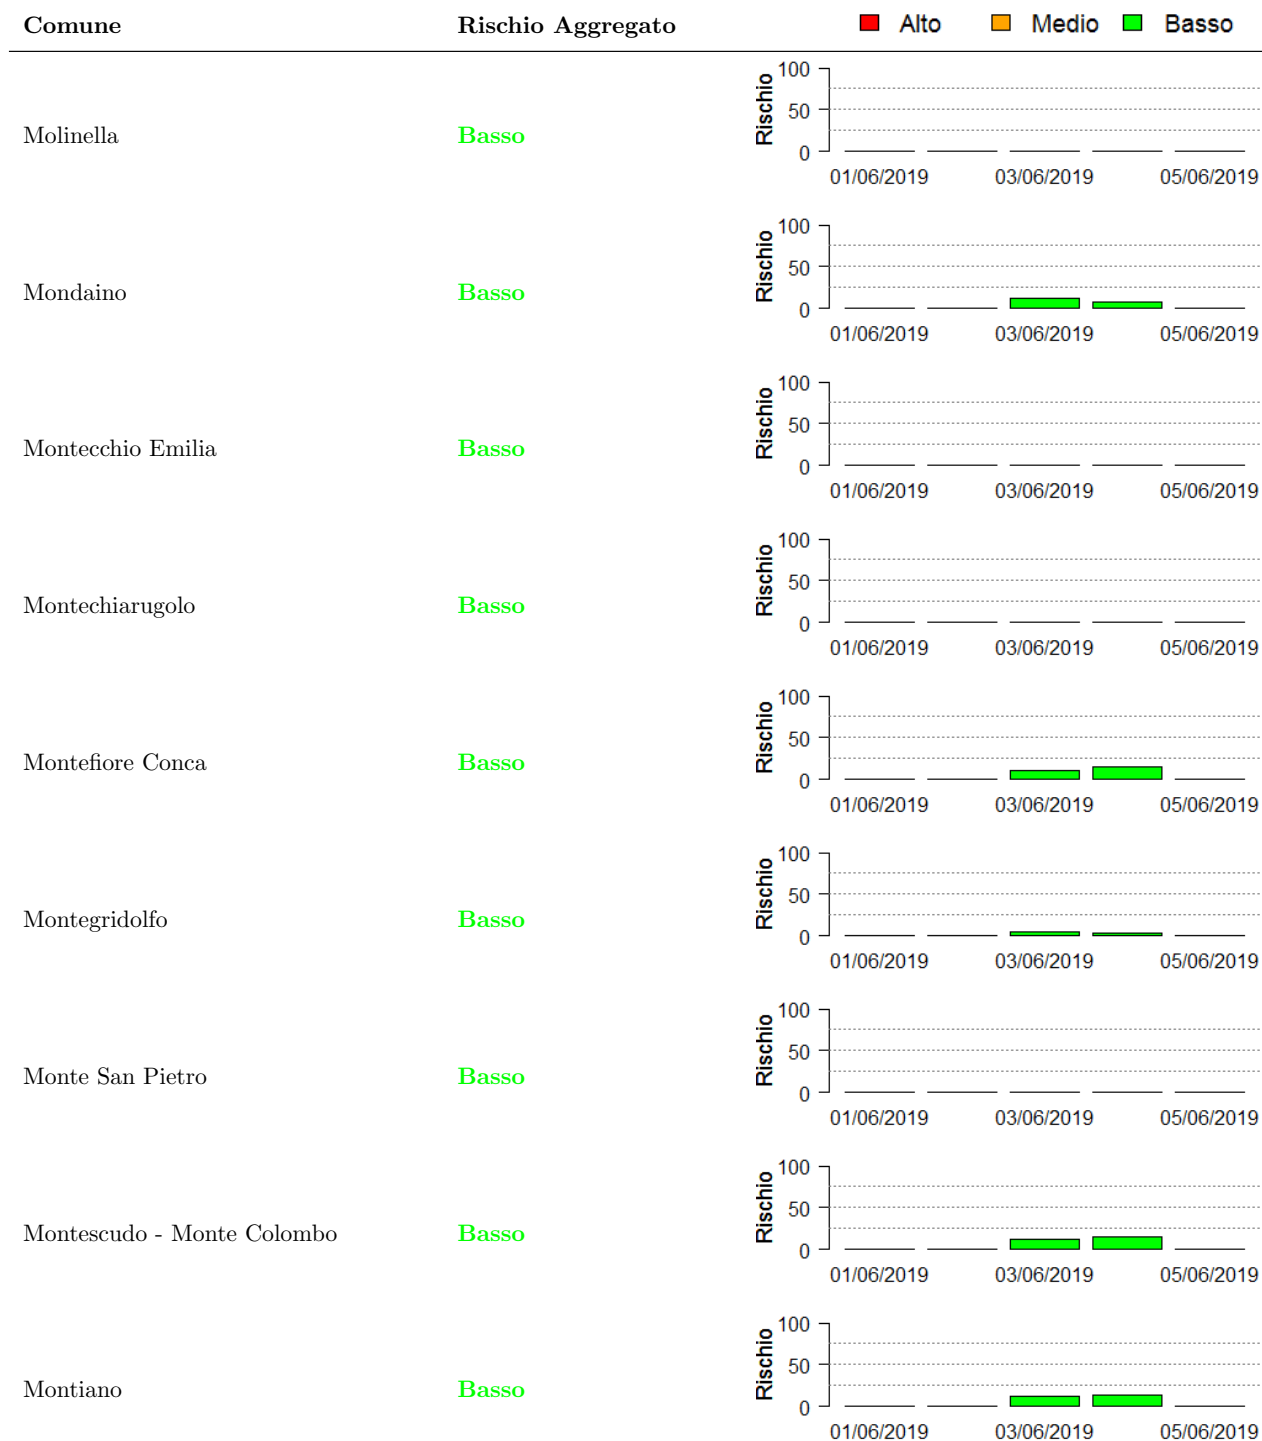 Comune Rischio Aggregato Alto Medio Basso
Molinella Basso Rischio 100 50 0
01/06/2019 03/06/2019 05/06/2019
Mondaino Basso Rischio 100 50 0
01/06/2019 03/06/2019 05/06/2019
Montecchio Emilia Basso Rischio 100 50 0
01/06/2019 03/06/2019 05/06/2019
Montechiarugolo Basso Rischio 100 50 0
01/06/2019 03/06/2019 05/06/2019
Montefiore Conca Basso Rischio 100 50 0
01/06/2019 03/06/2019 05/06/2019
Montegridolfo Basso Rischio 100 50 0
01/06/2019 03/06/2019 05/06/2019
Monte San Pietro Basso Rischio 100 50 0
01/06/2019 03/06/2019 05/06/2019
Montescudo - Monte Colombo Basso Rischio 100 50 0
01/06/2019 03/06/2019 05/06/2019
Montiano Basso Rischio 100 50 0
01/06/2019 03/06/2019 05/06/2019